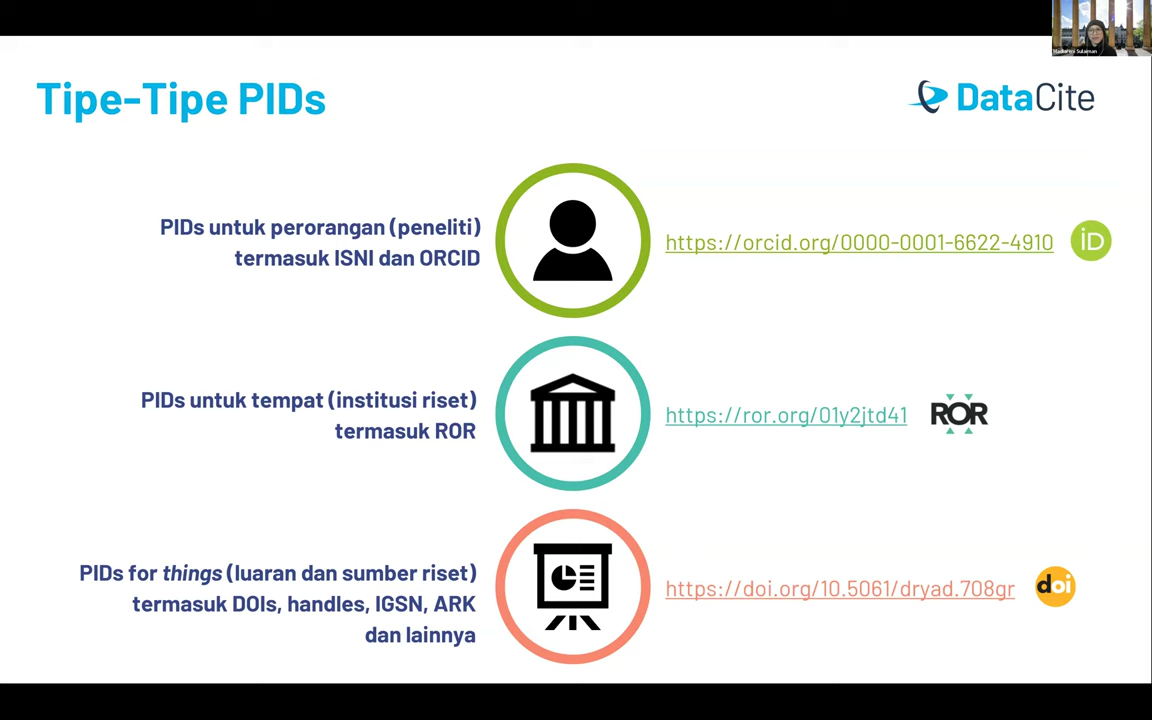 Tipe-Tipe PIDs
DataCite
PIDs untuk perorangan (peneliti)
termasuk ISNI dan ORCID
https://orcid.org/0000-0001-6622-4910
iD
PIDs untuk tempat (institusi riset)
termasuk ROR
https://ror.org/01y2jtd41
ROR
PIDs for things (luaran dan sumber riset)
termasuk DOIs, handles, IGSN, ARK
dan lainnya
https://doi.org/10.5061/dryad.708gr
doi
Sulaiman